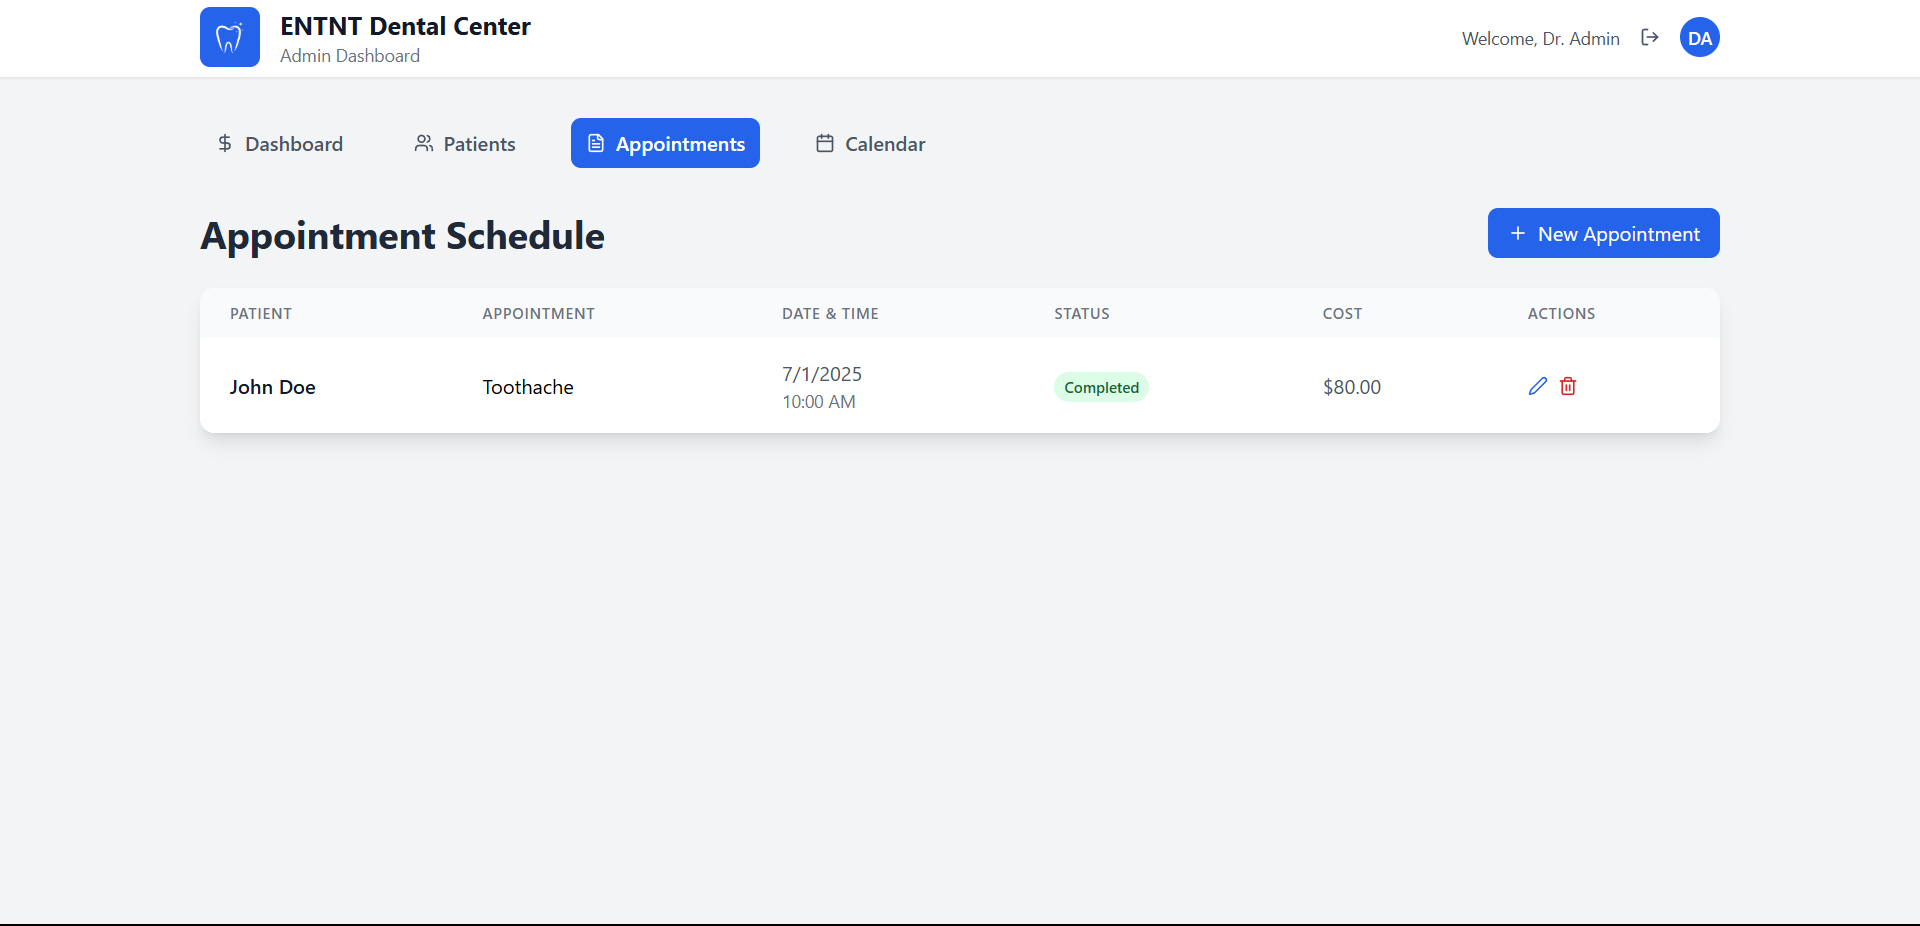 ENTNT Dental Center
Admin Dashboard
Welcome, Dr. Admin
DA
Dashboard
Patients
Appointments
Calendar
Appointment Schedule
New Appointment
PATIENT
APPOINTMENT
DATE & TIME
STATUS
COST
ACTIONS
John Doe
Toothache
7/1/2025
10:00 AM
Completed
$80.00